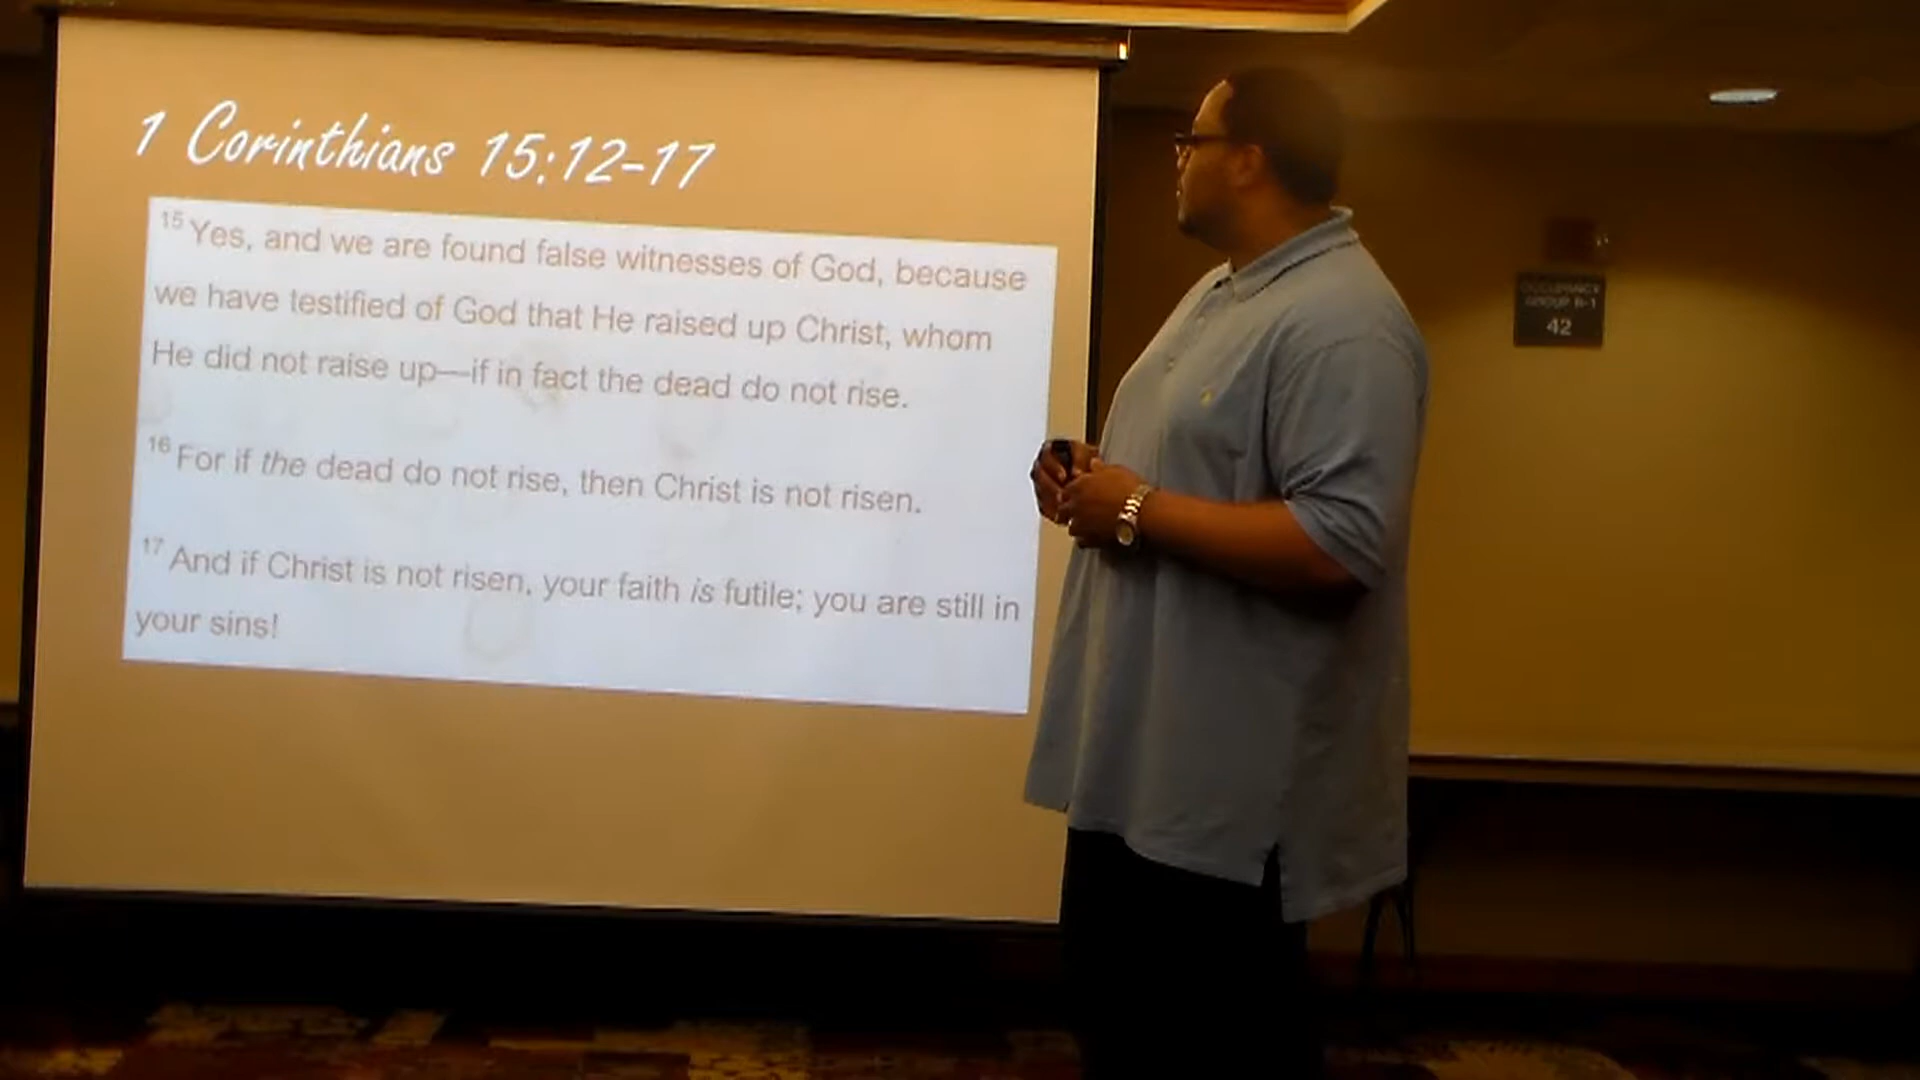 1 Corinthians 15:12-17
15 Yes, and we are found false witnesses of God, because
we have testified of God that He raised up Christ, whom
He did not raise up—if in fact the dead do not rise.
16 For if the dead do not rise, then Christ is not risen.
17 And if Christ is not risen, your faith is futile; you are still in
your sins!
OCCUPANCY
GROUP B-1
42